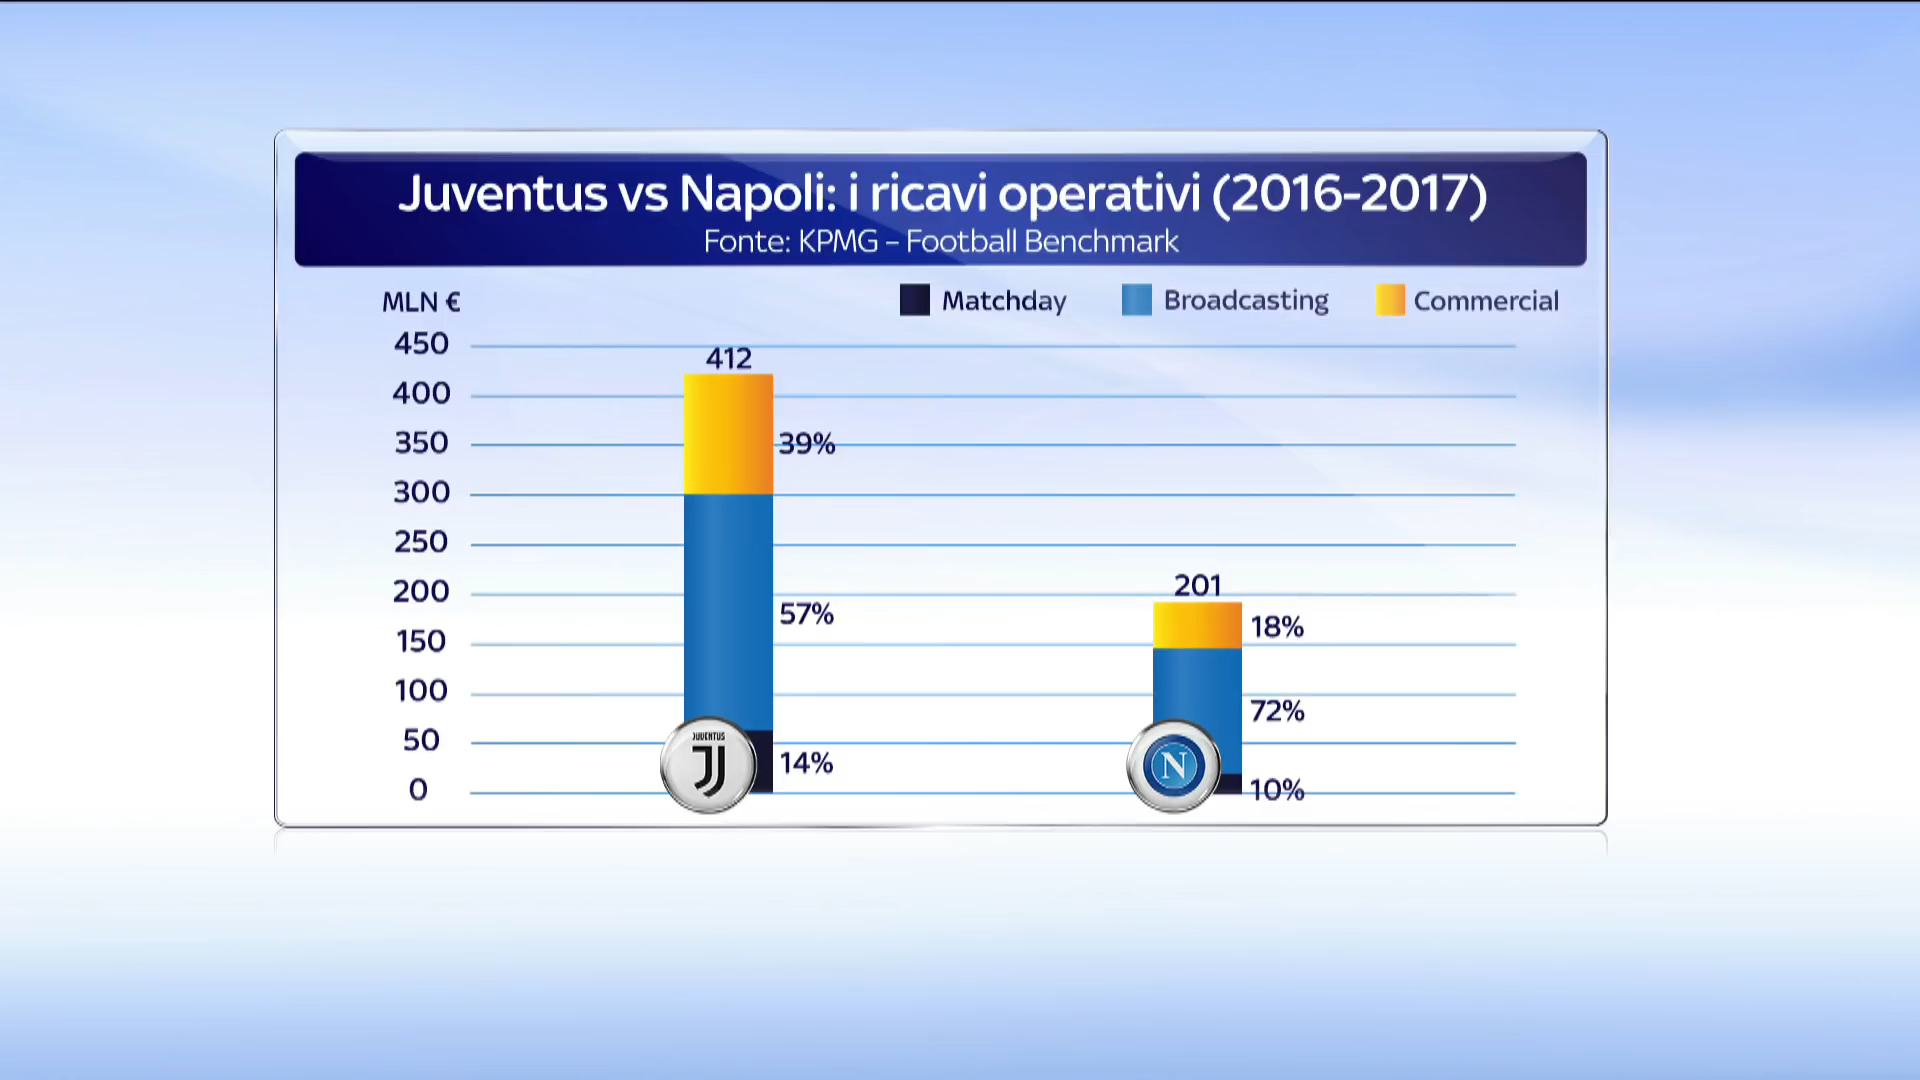 Juventus vs Napoli: i ricavi operativi (2016-2017)
Fonte: KPMG – Football Benchmark
MLN €
Matchday
Broadcasting
Commercial
450
400
350
300
250
200
150
100
50
0
412
39%
57%
14%
JUVENTUS
201
18%
72%
10%
N